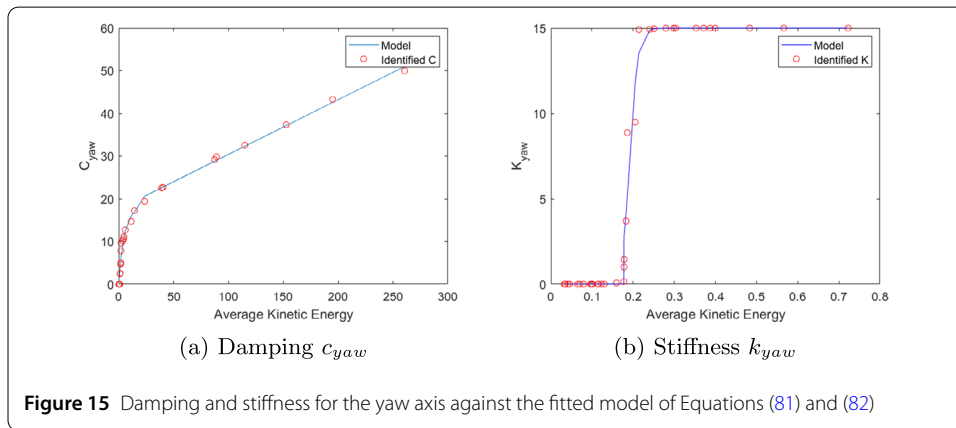 60
50
40
30
20
10
0
0 50 100 150 200 250 300
C_yaw
Average Kinetic Energy
Model
Identified C
(a) Damping c_yaw
15
10
5
0
0 0.1 0.2 0.3 0.4 0.5 0.6 0.7 0.8
K_yaw
Average Kinetic Energy
Model
Identified K
(b) Stiffness k_yaw
Figure 15 Damping and stiffness for the yaw axis against the fitted model of Equations (81) and (82)